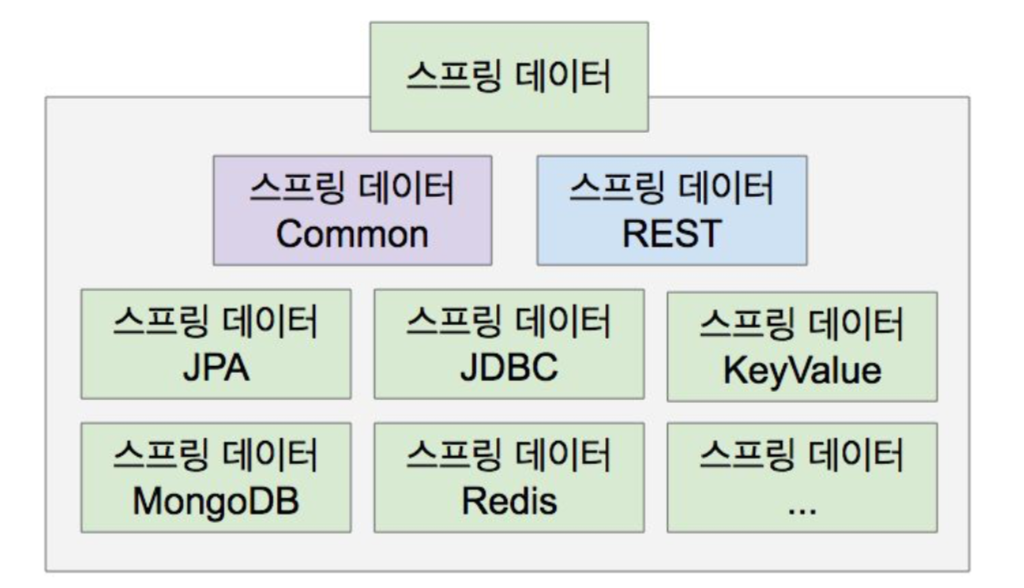 스프링 데이터
스프링 데이터
Common
스프링 데이터
REST
스프링 데이터
JPA
스프링 데이터
JDBC
스프링 데이터
KeyValue
스프링 데이터
MongoDB
스프링 데이터
Redis
스프링 데이터
...